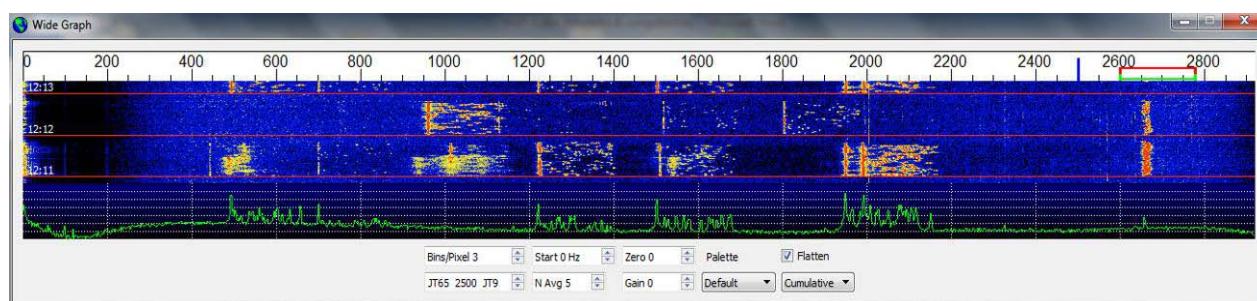 Wide Graph
0 200 400 600 800 1000 1200 1400 1600 1800 2000 2200 2400 2600 2800
12:13
12:12
12:11
Bins/Pixel 3 Start 0 Hz Zero 0 Palette Flatten
JT65 2500 JT9 N Avg 5 Gain 0 Default Cumulative